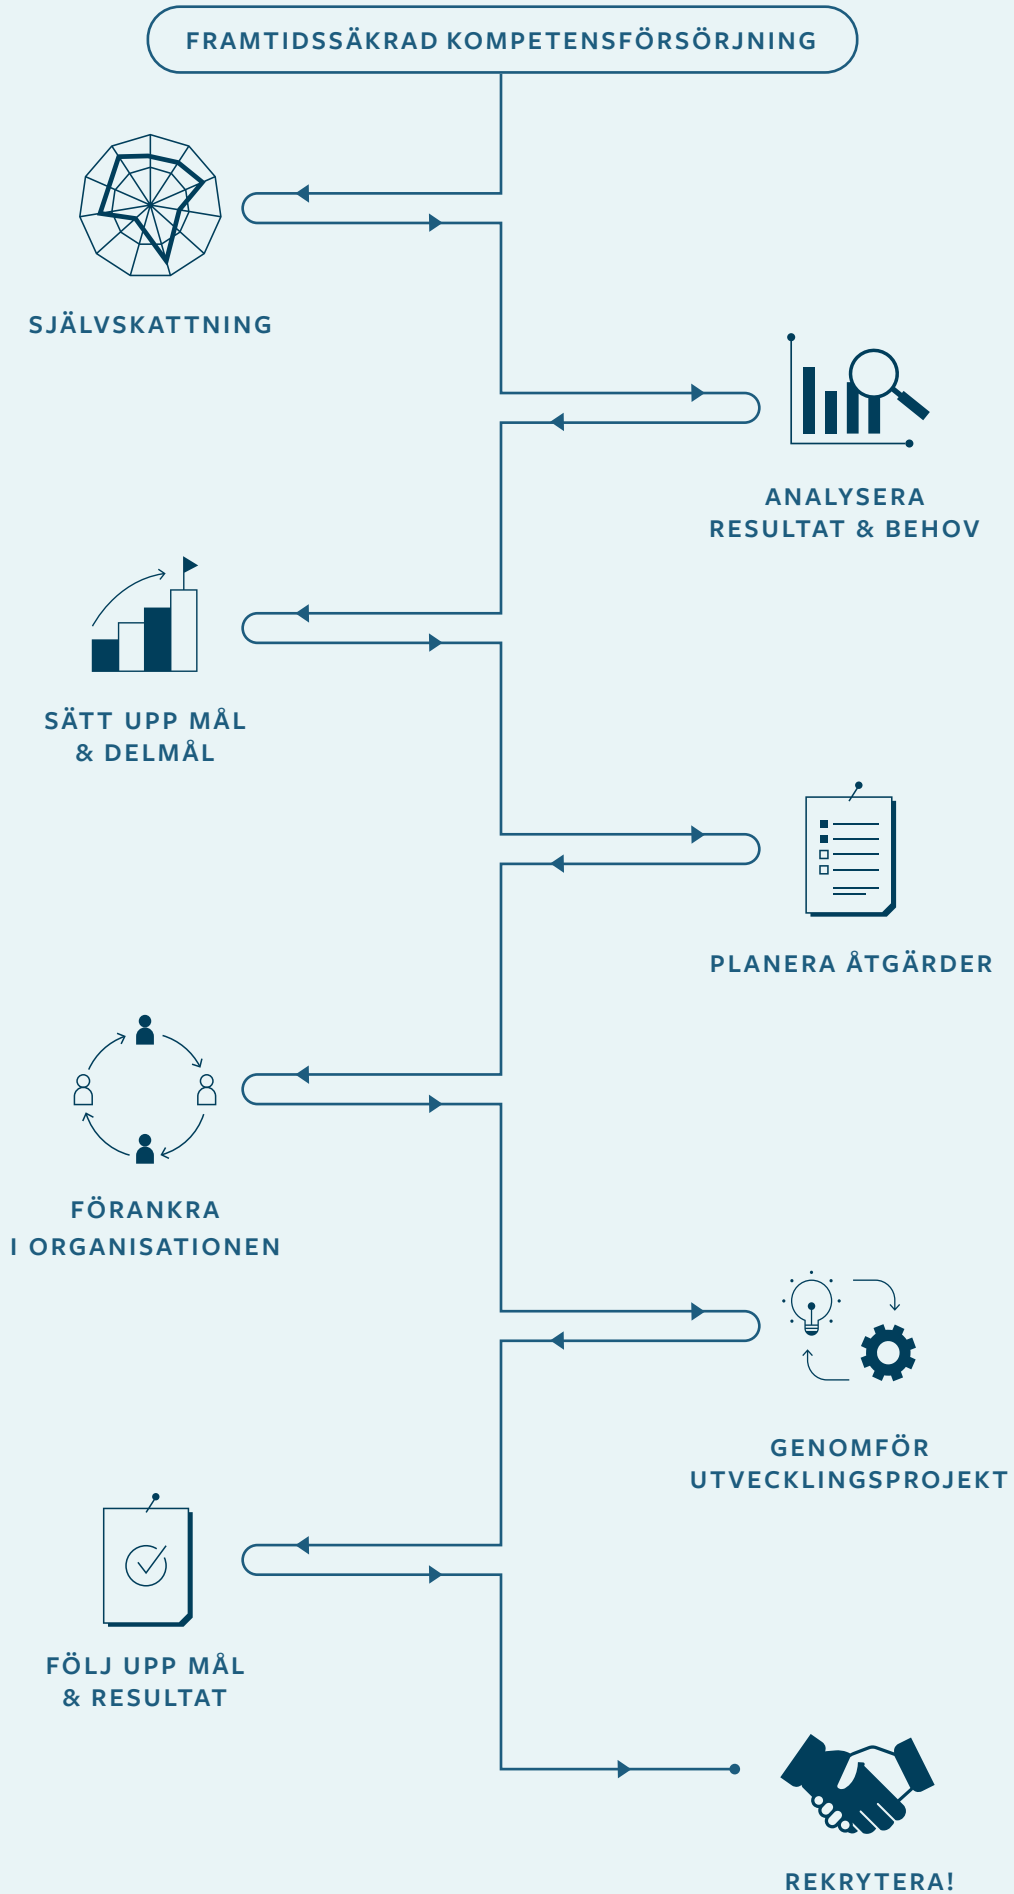 FRAMTIDSSÄKRAD KOMPETENSFÖRSÖRJNING
SJÄLVSKATTNING
ANALYSERA
RESULTAT & BEHOV
SÄTT UPP MÅL
& DELMÅL
PLANERA ÅTGÄRDER
FÖRANKRA
I ORGANISATIONEN
GENOMFÖR
UTVECKLINGSPROJEKT
FÖLJ UPP MÅL
& RESULTAT
REKRYTERA!